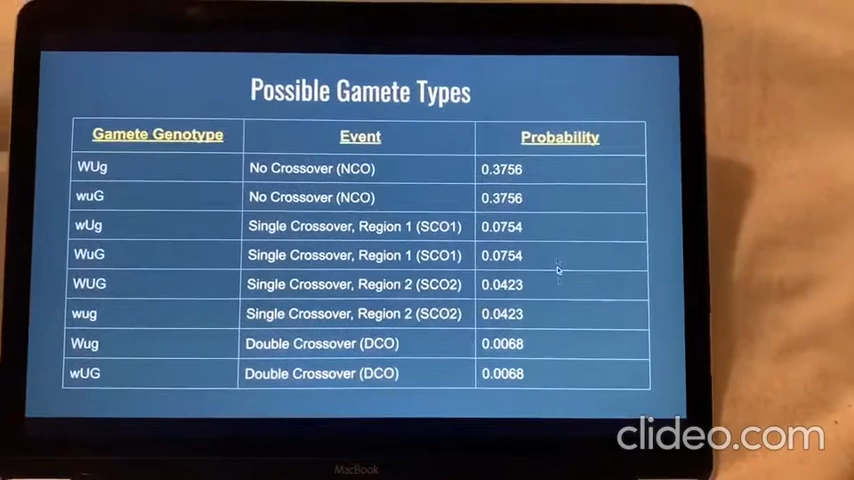 Possible Gamete Types
Gamete Genotype Event Probability
WUg No Crossover (NCO) 0.3756
wuG No Crossover (NCO) 0.3756
wUg Single Crossover, Region 1 (SCO1) 0.0754
WuG Single Crossover, Region 1 (SCO1) 0.0754
WUG Single Crossover, Region 2 (SCO2) 0.0423
wug Single Crossover, Region 2 (SCO2) 0.0423
Wug Double Crossover (DCO) 0.0068
wUG Double Crossover (DCO) 0.0068
clideo.com
MacBook